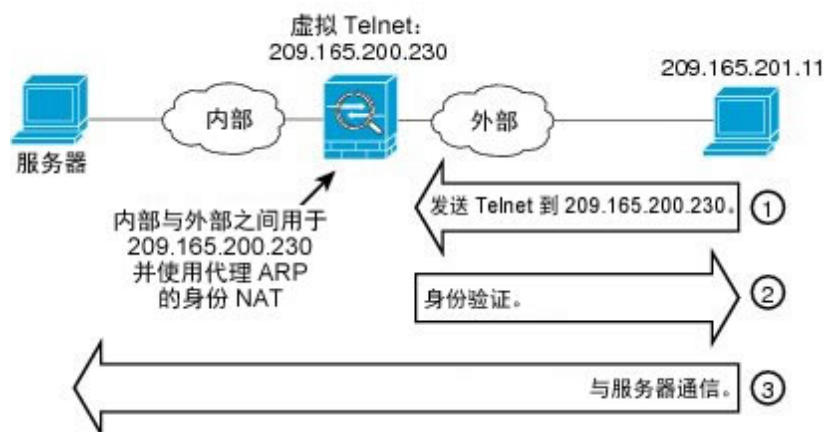 虚拟 Telnet：
209.165.200.230
209.165.201.11
内部
外部
服务器
发送 Telnet 到 209.165.200.230。
1
内部与外部之间用于
209.165.200.230
并使用代理 ARP
的身份 NAT
身份验证。
2
与服务器通信。
3